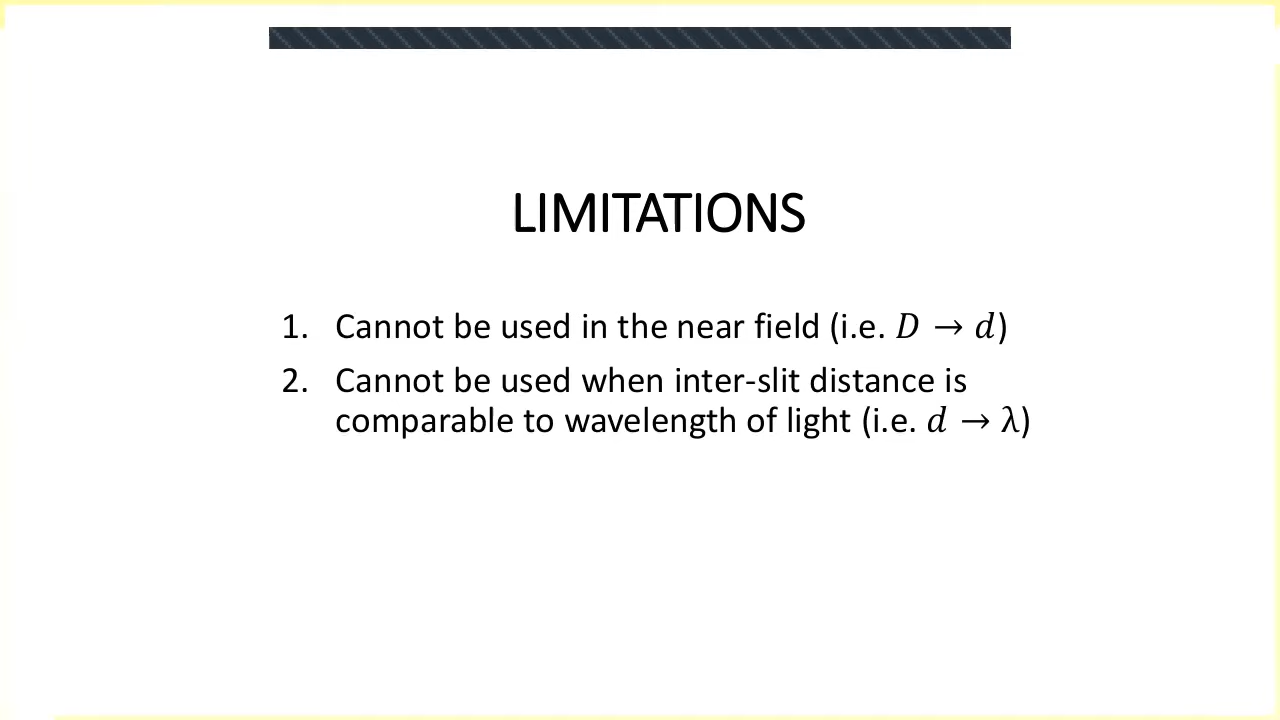 LIMITATIONS
1. Cannot be used in the near field (i.e. 𝐷 → 𝑑)
2. Cannot be used when inter-slit distance is
comparable to wavelength of light (i.e. 𝑑 → λ)